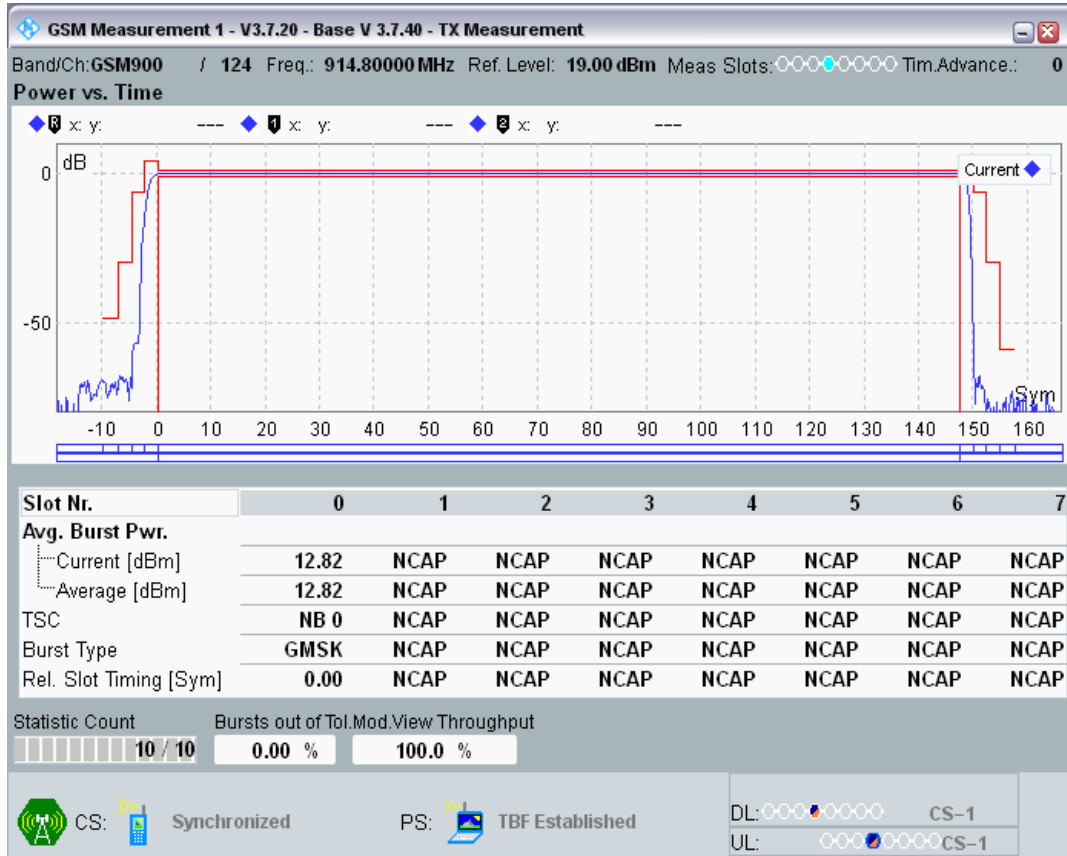 GSM Measurement 1 - V3.7.20 - Base V 3.7.40 - TX Measurement
Band/Ch:GSM900 / 124 Freq.: 914.80000 MHz Ref. Level: 19.00 dBm Meas Slots: Tim.Advance.: 0
Power vs. Time
R x: y: --- 1 x: y: --- 2 x: y: ---
dB
0
Current
-50
Sym
-10 0 10 20 30 40 50 60 70 80 90 100 110 120 130 140 150 160
Slot Nr. 0 1 2 3 4 5 6 7
Avg. Burst Pwr.
Current [dBm] 12.82 NCAP NCAP NCAP NCAP NCAP NCAP NCAP
Average [dBm] 12.82 NCAP NCAP NCAP NCAP NCAP NCAP NCAP
TSC NB 0 NCAP NCAP NCAP NCAP NCAP NCAP NCAP
Burst Type GMSK NCAP NCAP NCAP NCAP NCAP NCAP NCAP
Rel. Slot Timing [Sym] 0.00 NCAP NCAP NCAP NCAP NCAP NCAP NCAP
Statistic Count Bursts out of Tol. Mod.View Throughput
10 / 10 0.00 % 100.0 %
CS: Synchronized PS: TBF Established DL: CS-1
UL: CS-1